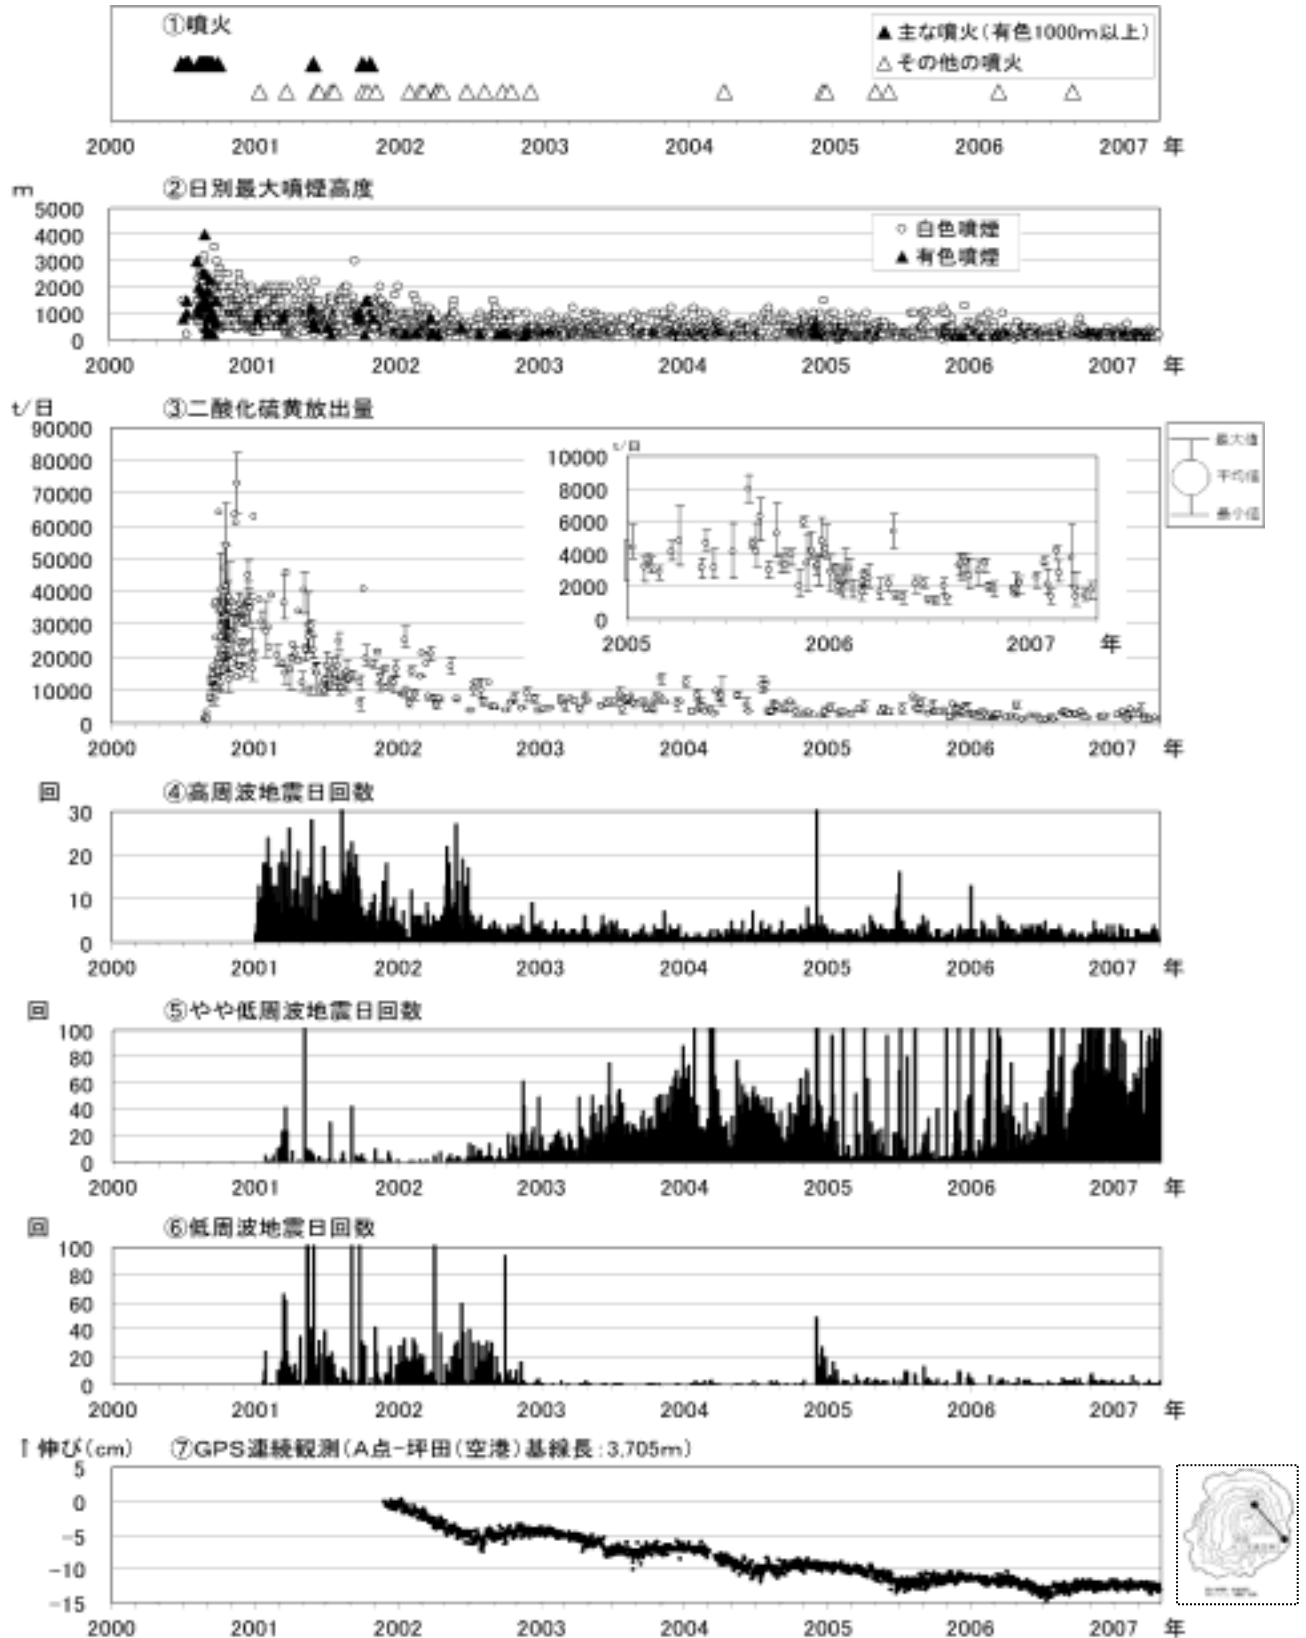 ①噴火
▲ 主な噴火(有色1000m以上)
△ その他の噴火
2000 2001 2002 2003 2004 2005 2006 2007 年
m ②日別最大噴煙高度
5000
4000
3000
2000
1000
0
○ 白色噴煙
▲ 有色噴煙
2000 2001 2002 2003 2004 2005 2006 2007 年
t/日 ③二酸化硫黄放出量
90000
80000
70000
60000
50000
40000
30000
20000
10000
0
t/日
10000
8000
6000
4000
2000
0
2005 2006 2007 年
最大値
平均値
最小値
2000 2001 2002 2003 2004 2005 2006 2007 年
回 ④高周波地震日回数
30
20
10
0
2000 2001 2002 2003 2004 2005 2006 2007 年
回 ⑤やや低周波地震日回数
100
80
60
40
20
0
2000 2001 2002 2003 2004 2005 2006 2007 年
回 ⑥低周波地震日回数
100
80
60
40
20
0
2000 2001 2002 2003 2004 2005 2006 2007 年
↑伸び(cm) ⑦GPS連続観測(A点-坪田(空港)基線長:3.705m)
5
0
-5
-10
-15
2000 2001 2002 2003 2004 2005 2006 2007 年